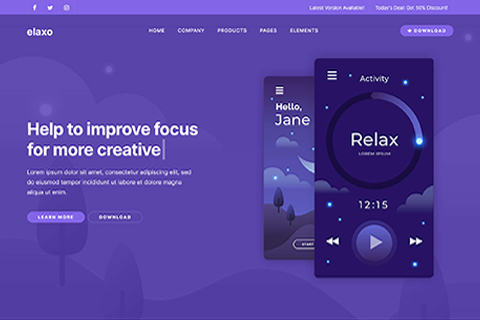 Latest Version Available!
Today's Deal: Get 50% Discount!
elaxo
HOME
COMPANY
PRODUCTS
PAGES
ELEMENTS
DOWNLOAD
Activity
Hello,
Jane
Help to improve focus
for more creative
Relax
LOREM IPSUM
Lorem ipsum dolor sit amet, consectetur adipiscing elit, sed
do eiusmod tempor incididunt ut labore et dolore magna
aliqua ut enim.
12:15
LEARN MORE
DOWNLOAD
START